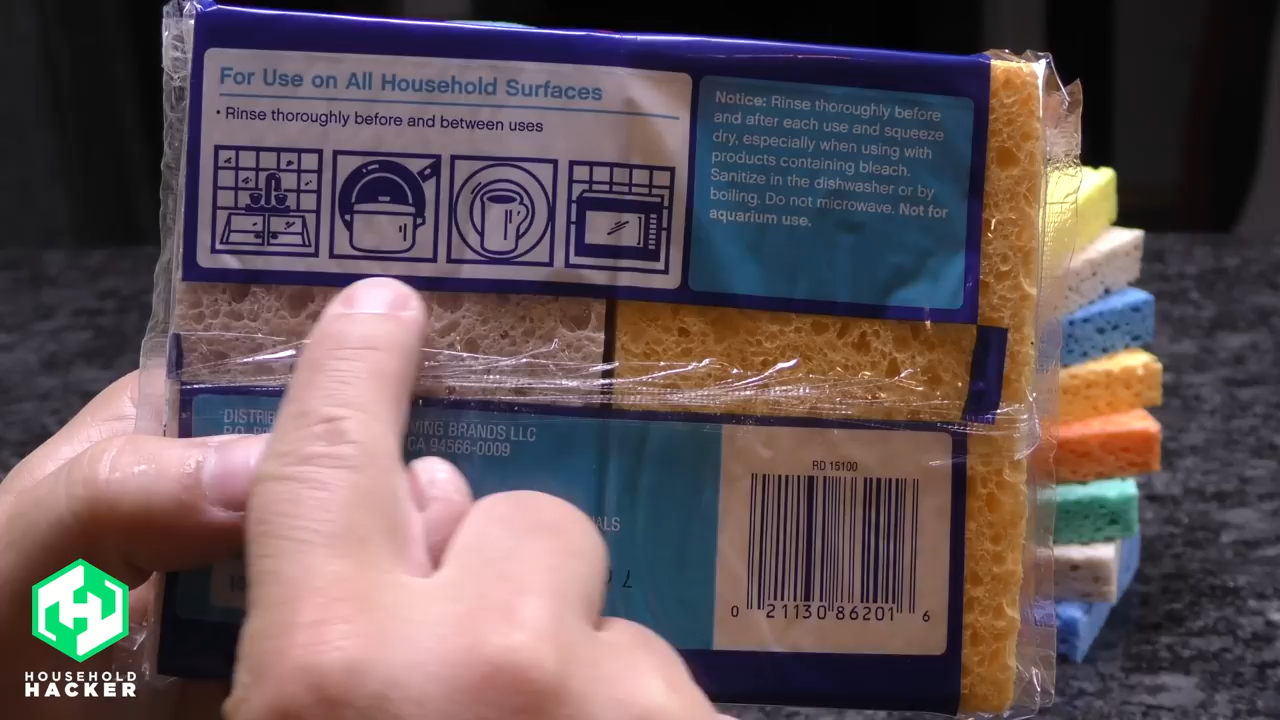 For Use on All Household Surfaces
• Rinse thoroughly before and between uses
Notice: Rinse thoroughly before
and after each use and squeeze
dry, especially when using with
products containing bleach.
Sanitize in the dishwasher or by
boiling. Do not microwave. Not for
aquarium use.
BRANDS LLC
CA 94566-0009
RD 15100
0 21130 86201 6
HOUSEHOLD
HACKER